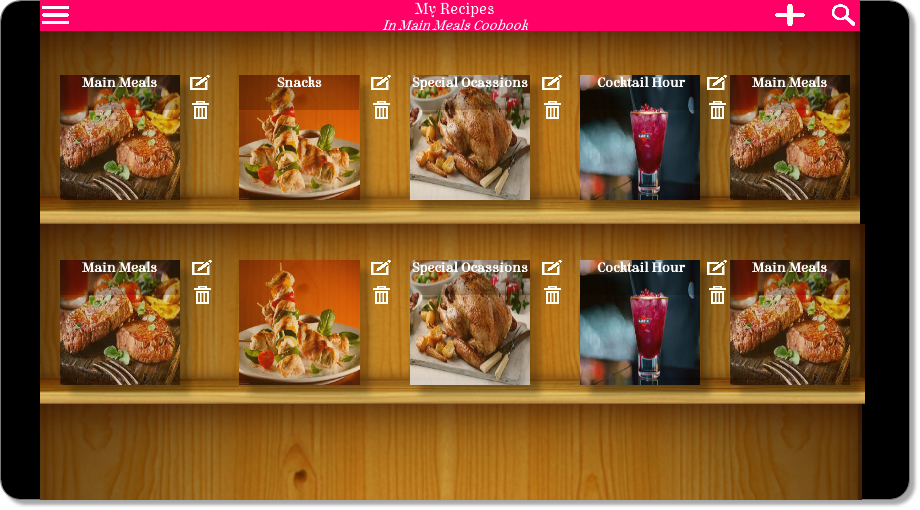 My Recipes
In Main Meals Coobook
Main Meals
Snacks
Special Ocassions
Cocktail Hour
Main Meals
Main Meals
Special Ocassions
Cocktail Hour
Main Meals